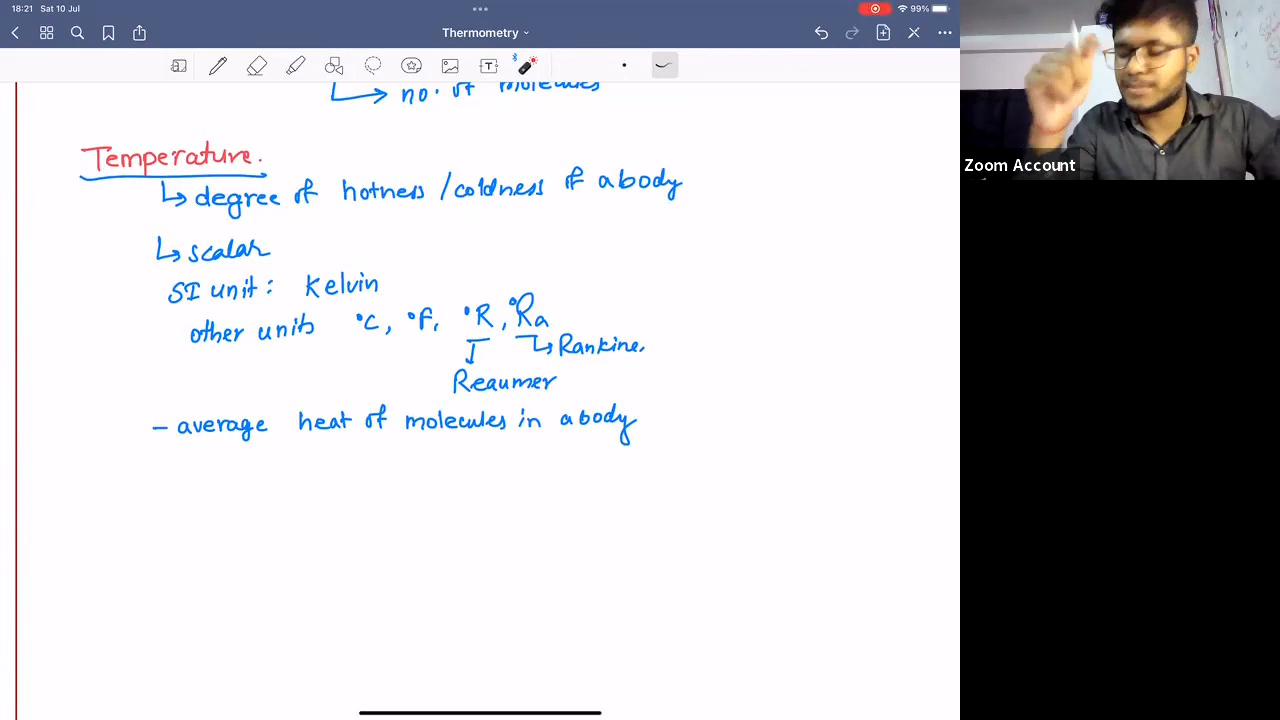 18:21 Sat 10 Jul
99%
Thermometry
no. of molecules
Temperature.
degree of hotness /coldness of a body
scalar
SI unit: Kelvin
other units °C, °F, °R, °Ra
Rankine.
Reaumer
- average heat of molecules in a body
Zoom Account